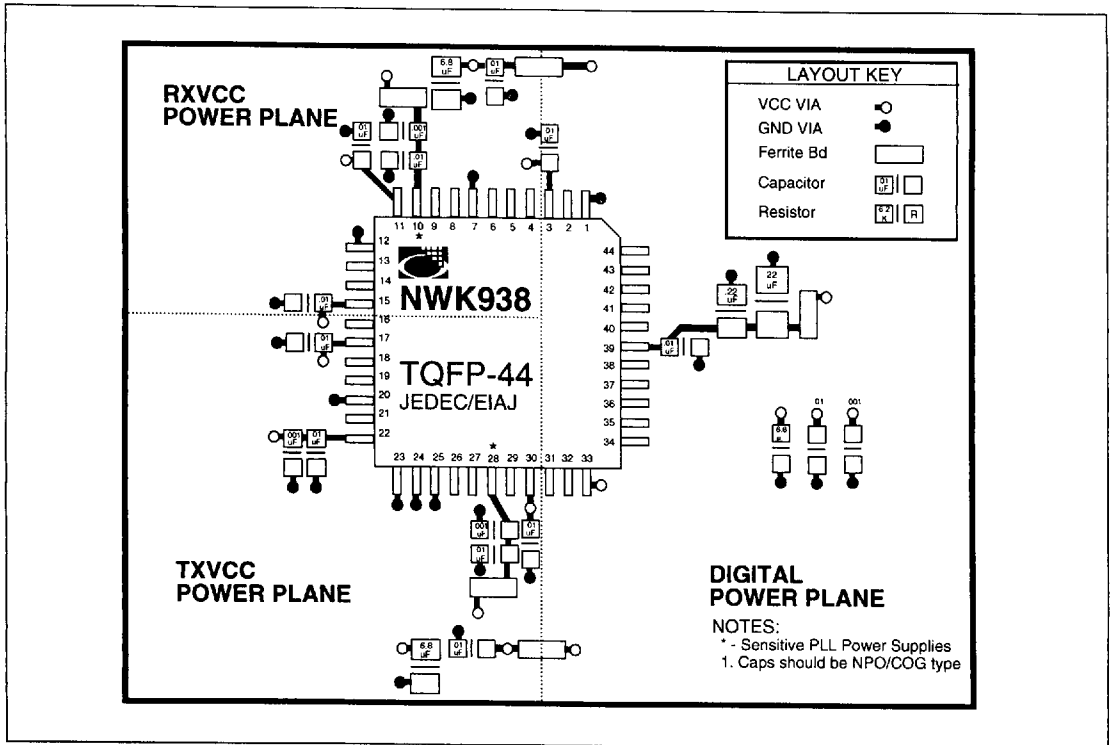 6.8
uF
.01
uF
RXVCC
POWER PLANE
.01
uF
.001
uF
.01
uF
.01
uF
LAYOUT KEY
VCC VIA
GND VIA
Ferrite Bd
Capacitor
.01
uF
Resistor
6.2
K
R
11 10 9 8 7 6 5 4 3 2 1
*
12
13
14
15
16
17
18
19
20
21
22
44
43
42
41
40
39
38
37
36
35
34
NWK938
TQFP-44
JEDEC/EIAJ
*
23 24 25 26 27 28 29 30 31 32 33
.01
uF
.01
uF
.001
uF
.01
uF
.22
uF
.22
uF
.01
uF
6.8
.01
.001
.001
uF
.01
uF
.01
uF
TXVCC
POWER PLANE
6.8
uF
.01
uF
DIGITAL
POWER PLANE
NOTES:
* - Sensitive PLL Power Supplies
1. Caps should be NPO/COG type